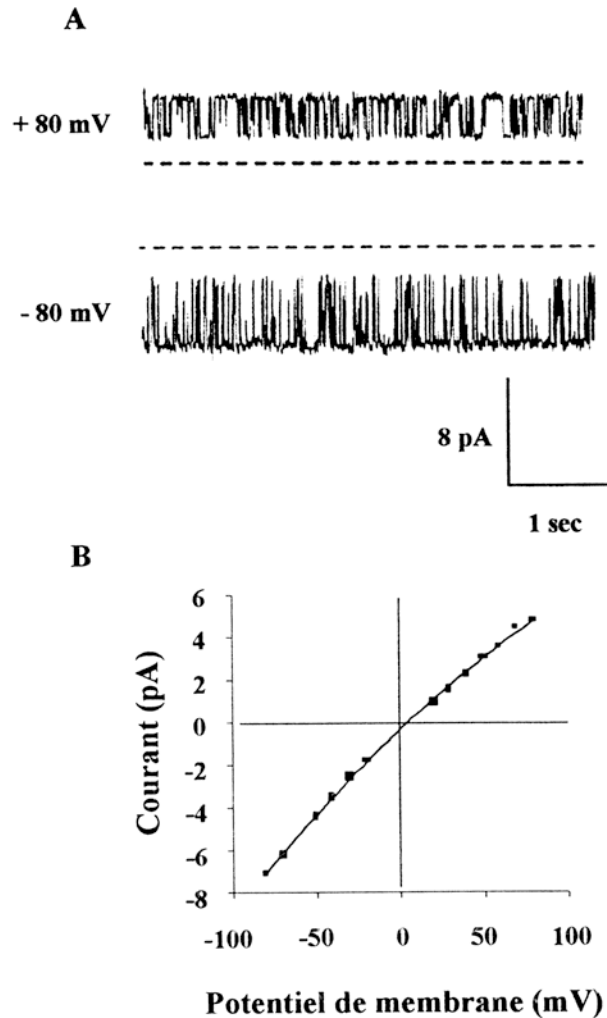 A
+ 80 mV
- 80 mV
8 pA
1 sec
B
Courant (pA)
6
4
2
0
-2
-4
-6
-8
-100 -50 0 50 100
Potentiel de membrane (mV)